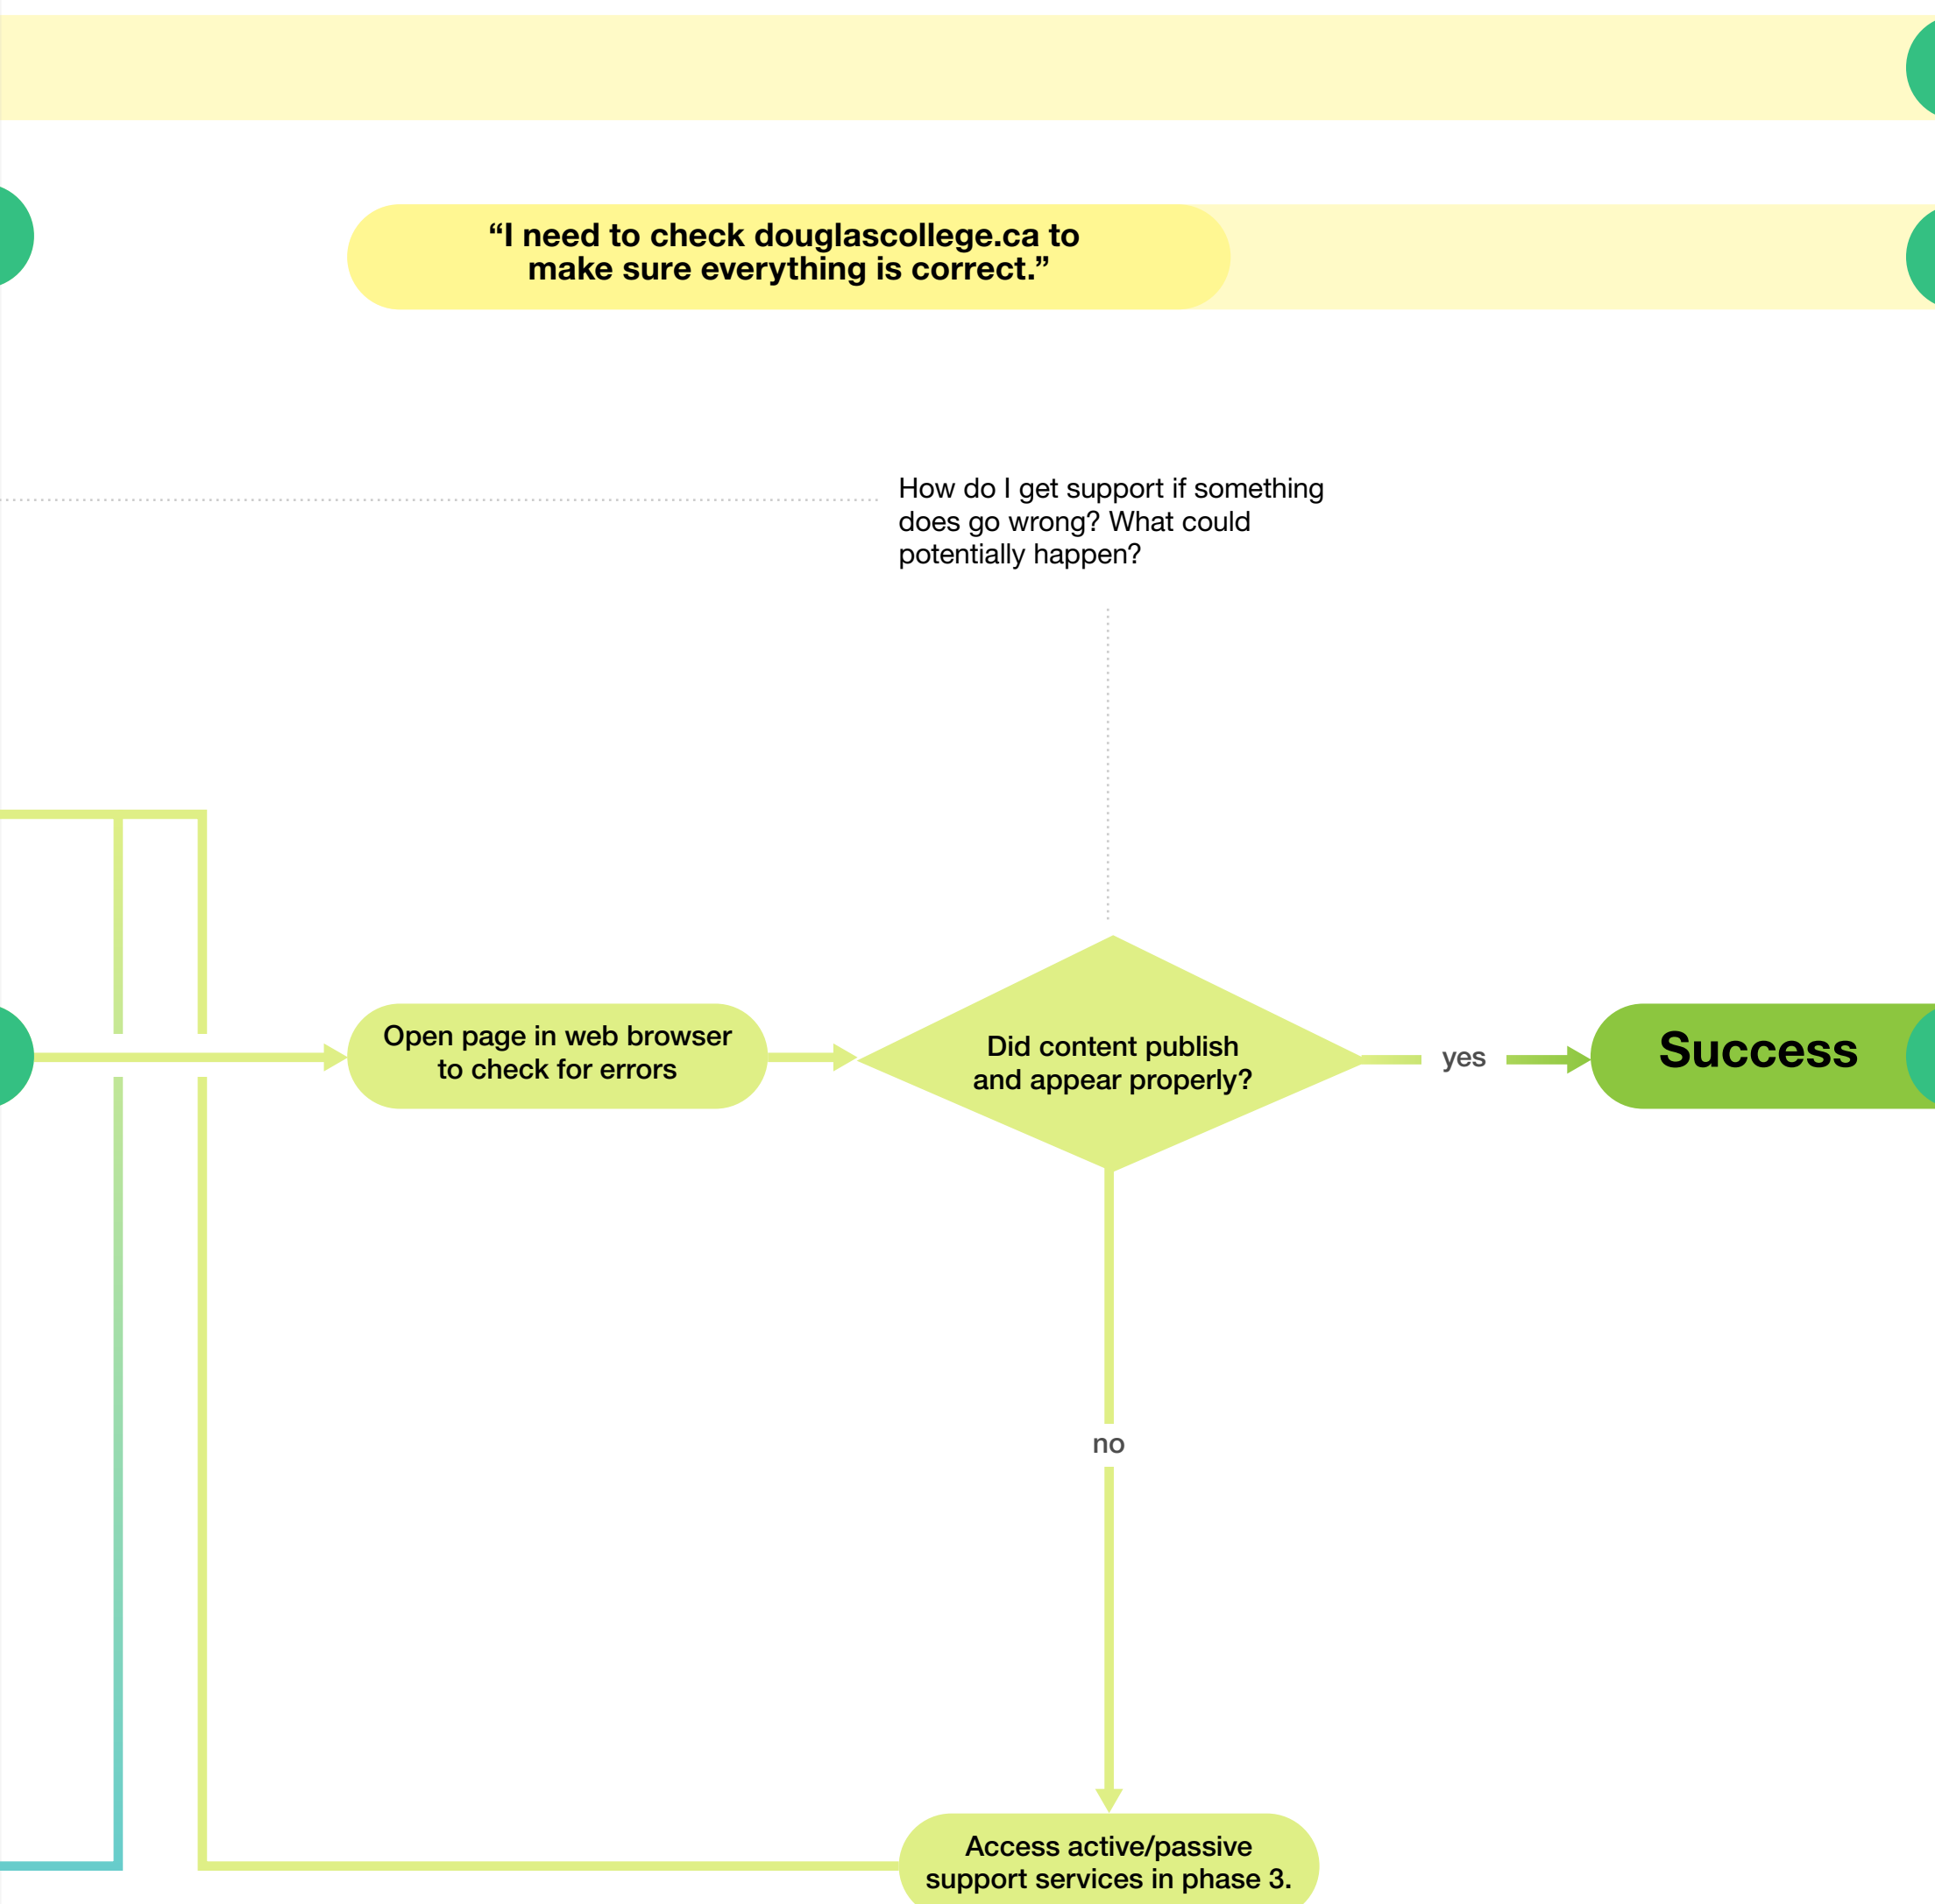 “I need to check douglascollege.ca to
make sure everything is correct.”
How do I get support if something
does go wrong? What could
potentially happen?
Open page in web browser
to check for errors
Did content publish
and appear properly?
yes
Success
no
Access active/passive
support services in phase 3.